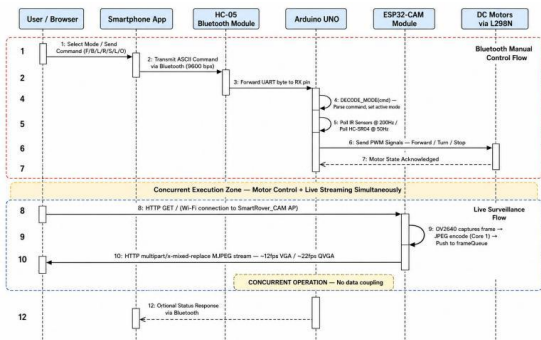 User / Browser
Smartphone App
HC-05
Bluetooth Module
Arduino UNO
ESP32-CAM
Module
DC Motors
via L298N
Bluetooth Manual
Control Flow
1
1: Select Mode / Send
Command (F/B/L/R/S/L/O)
2: Transmit ASCII Command
via Bluetooth (9600 bps)
2
3: Forward UART byte to RX pin
4
4: DECODE_MODE(cmd) —
Parse command, set active mode
5
5: Poll IR Sensors @ 200Hz /
Poll HC-SR04 @ 50Hz
6
6: Send PWM Signals — Forward / Turn / Stop
7
7: Motor State Acknowledged
Concurrent Execution Zone — Motor Control + Live Streaming Simultaneously
8
8: HTTP GET / (Wi-Fi connection to SmartRover_CAM AP)
Live Surveillance
Flow
9
9: OV2640 captures frame →
JPEG encode (Core 1) →
Push to frameQueue
10
10: HTTP multipart/x-mixed-replace MJPEG stream — ~12fps VGA / ~22fps QVGA
CONCURRENT OPERATION — No data coupling
12
12: Ortional Status Response
via Bluetooth